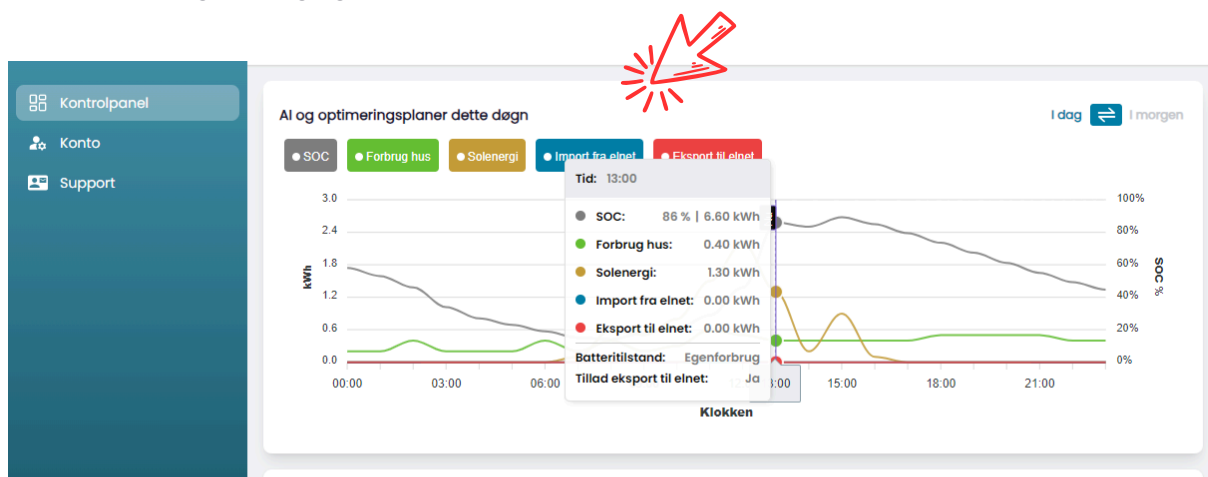 Kontrolpanel
Konto
Support
AI og optimeringsplaner dette døgn
I dag
I morgen
SOC
Forbrug hus
Solenergi
Import fra elnet
Eksport til elnet
Tid: 13:00
SOC: 86 % | 6.60 kWh
Forbrug hus: 0.40 kWh
Solenergi: 1.30 kWh
Import fra elnet: 0.00 kWh
Eksport til elnet: 0.00 kWh
Batteritilstand: Egenforbrug
Tillad eksport til elnet: Ja
kWh
3.0
2.4
1.8
1.2
0.6
0.0
100%
80%
60%
40%
20%
0%
SOC %
00:00 03:00 06:00 15:00 18:00 21:00
Klokken